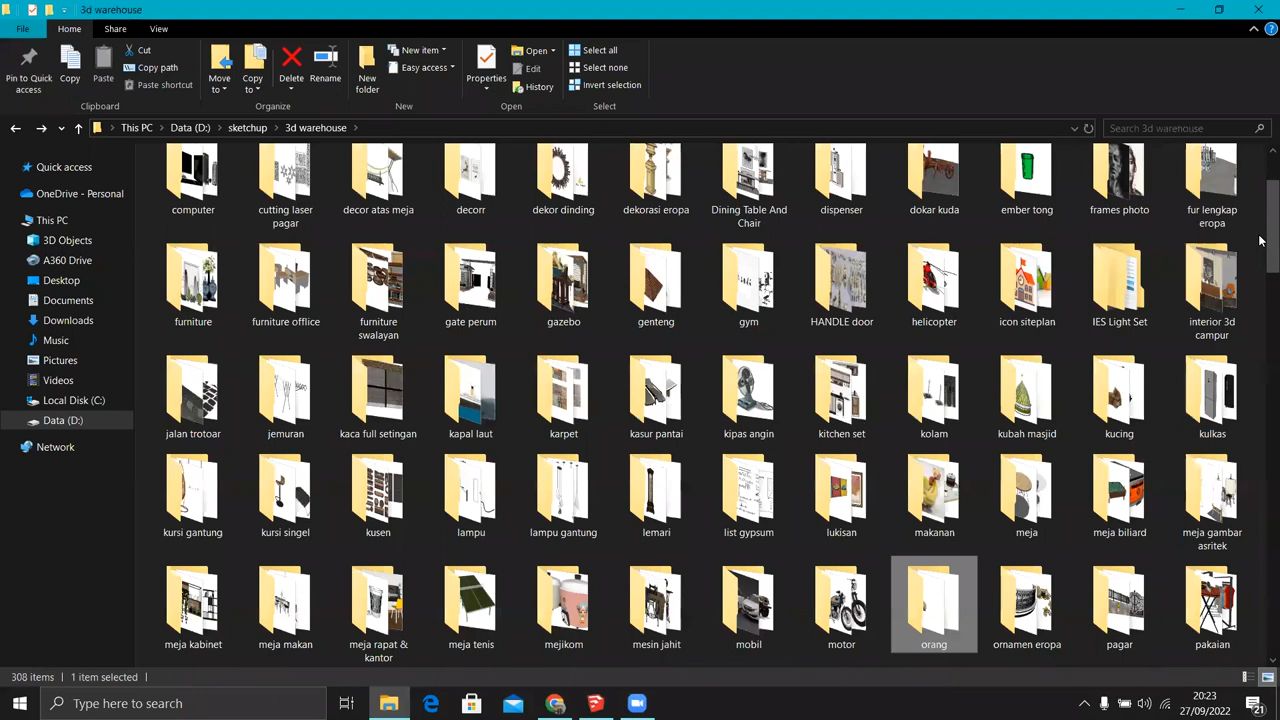 3d warehouse
File Home Share View
Pin to Quick access
Copy
Paste
Cut
Copy path
Paste shortcut
Clipboard
Move to
Copy to
Delete
Rename
Organize
New folder
New item
Easy access
New
Properties
Open
Edit
History
Open
Select all
Select none
Invert selection
Select
This PC > Data (D:) > sketchup > 3d warehouse >
Search 3d warehouse
Quick access
OneDrive - Personal
This PC
3D Objects
A360 Drive
Desktop
Documents
Downloads
Music
Pictures
Videos
Local Disk (C:)
Data (D:)
Network
computer
cutting laser pagar
decor atas meja
decorr
dekor dinding
dekorasi eropa
Dining Table And Chair
dispenser
dokar kuda
ember tong
frames photo
fur lengkap eropa
furniture
furniture offlice
furniture swalayan
gate perum
gazebo
genteng
gym
HANDLE door
helicopter
icon siteplan
IES Light Set
interior 3d campur
jalan trotoar
jemuran
kaca full setingan
kapal laut
karpet
kasur pantai
kipas angin
kitchen set
kolam
kubah masjid
kucing
kulkas
kursi gantung
kursi singel
kusen
lampu
lampu gantung
lemari
list gypsum
lukisan
makanan
meja
meja biliard
meja gambar asritek
meja kabinet
meja makan
meja rapat & kantor
meja tenis
mejikom
mesin jahit
mobil
motor
orang
ornamen eropa
pagar
pakaian
308 items 1 item selected
Type here to search
20:23
27/09/2022
21